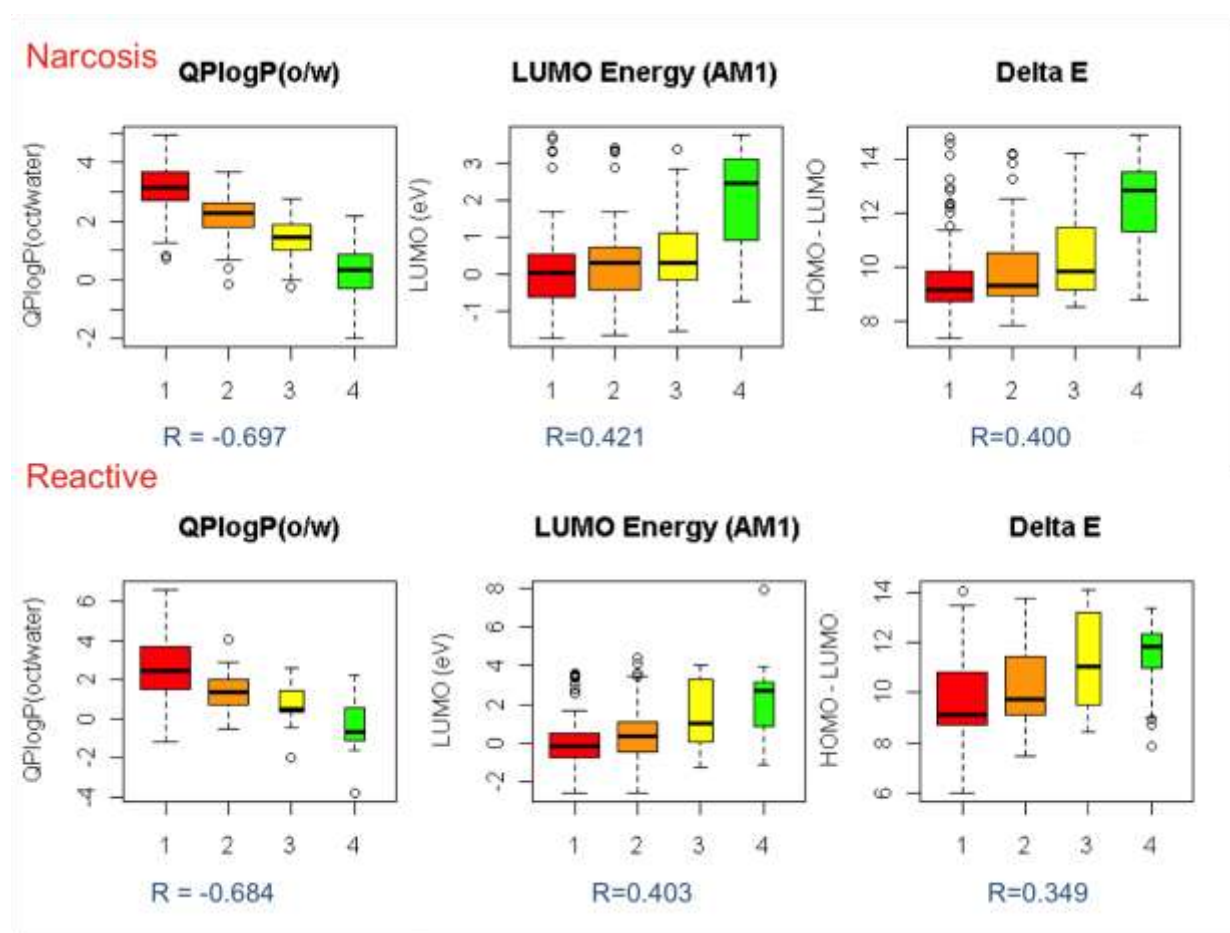 Narcosis
QPlogP(o/w)
LUMO Energy (AM1)
Delta E
QPlogP(oct/water)
-2 0 2 4
1 2 3 4
R = -0.697
LUMO (eV)
-1 0 1 2 3
1 2 3 4
R=0.421
HOMO - LUMO
8 10 12 14
1 2 3 4
R=0.400
Reactive
QPlogP(o/w)
LUMO Energy (AM1)
Delta E
QPlogP(oct/water)
-4 -2 0 2 4 6
1 2 3 4
R = -0.684
LUMO (eV)
-2 0 2 4 6 8
1 2 3 4
R=0.403
HOMO - LUMO
6 8 10 12 14
1 2 3 4
R=0.349